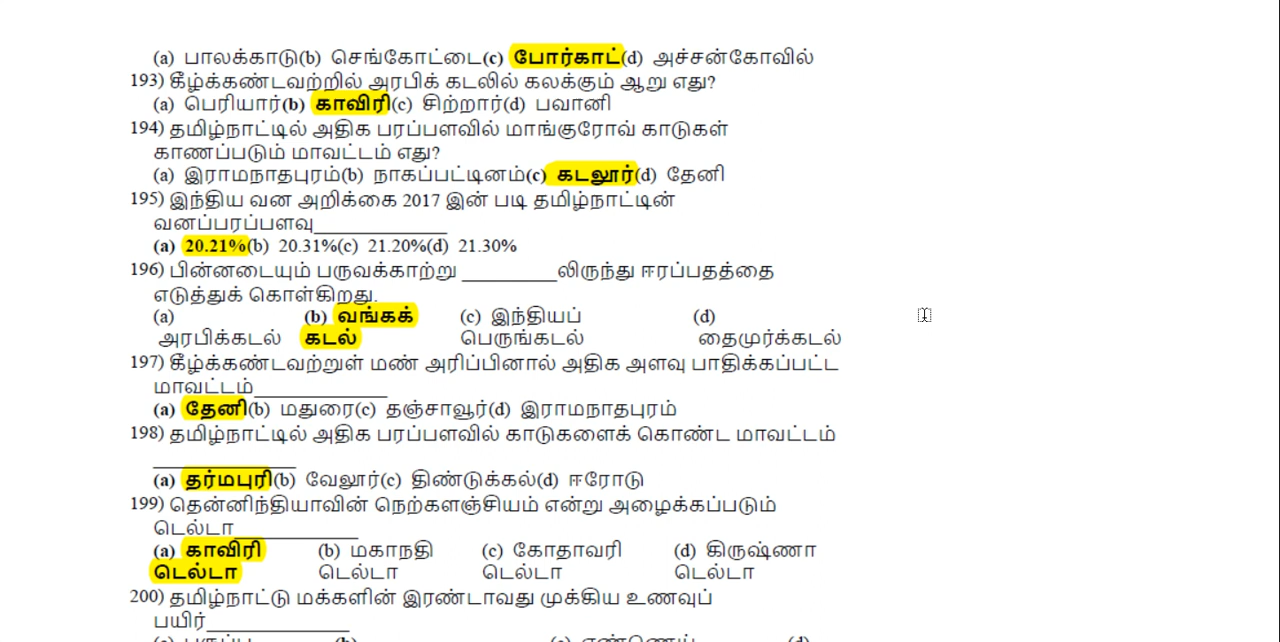 (a) பாலக்காடு(b) செங்கோட்டை(c) போர்காட்(d) அச்சன்கோவில்
193) கீழ்க்கண்டவற்றில் அரபிக் கடலில் கலக்கும் ஆறு எது?
(a) பெரியார்(b) காவிரி(c) சிற்றார்(d) பவானி
194) தமிழ்நாட்டில் அதிக பரப்பளவில் மாங்குரோவ் காடுகள்
காணப்படும் மாவட்டம் எது?
(a) இராமநாதபுரம்(b) நாகப்பட்டினம்(c) கடலூர்(d) தேனி
195) இந்திய வன அறிக்கை 2017 இன் படி தமிழ்நாட்டின்
வனப்பரப்பளவு______________
(a) 20.21%(b) 20.31%(c) 21.20%(d) 21.30%
196) பின்னடையும் பருவக்காற்று __________லிருந்து ஈரப்பதத்தை
எடுத்துக் கொள்கிறது.
(a) (b) வங்கக் (c) இந்தியப் (d)
அரபிக்கடல் கடல் பெருங்கடல் தைமுர்க்கடல்
197) கீழ்க்கண்டவற்றுள் மண் அரிப்பினால் அதிக அளவு பாதிக்கப்பட்ட
மாவட்டம்______________
(a) தேனி(b) மதுரை(c) தஞ்சாவூர்(d) இராமநாதபுரம்
198) தமிழ்நாட்டில் அதிக பரப்பளவில் காடுகளைக் கொண்ட மாவட்டம்
_______________
(a) தர்மபுரி(b) வேலூர்(c) திண்டுக்கல்(d) ஈரோடு
199) தென்னிந்தியாவின் நெற்களஞ்சியம் என்று அழைக்கப்படும்
டெல்டா_____________
(a) காவிரி (b) மகாநதி (c) கோதாவரி (d) கிருஷ்ணா
டெல்டா டெல்டா டெல்டா டெல்டா
200) தமிழ்நாட்டு மக்களின் இரண்டாவது முக்கிய உணவுப்
பயிர்_______________